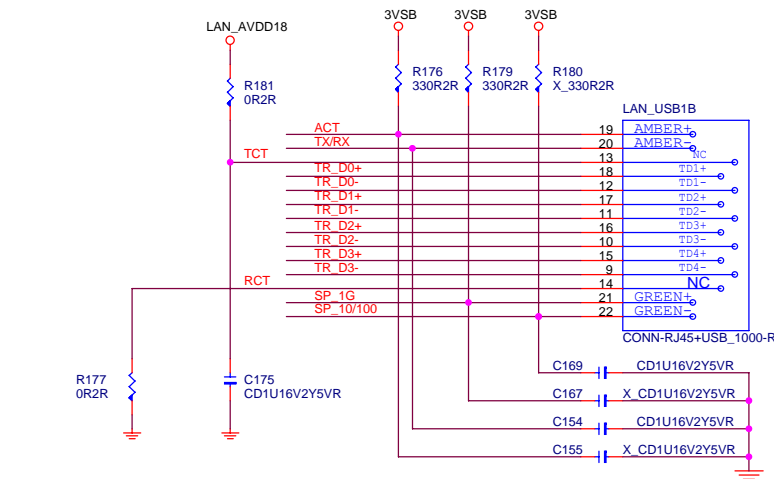 3VSB 3VSB 3VSB
LAN_AVDD18
R176
330R2R
R179
330R2R
R180
X_330R2R
R181
0R2R
LAN_USB1B
ACT 19 AMBER+
TX/RX 20 AMBER-
TCT 13 NC
TR_D0+ 18 TD1+
TR_D0- 12 TD1-
TR_D1+ 17 TD2+
TR_D1- 11 TD2-
TR_D2+ 16 TD3+
TR_D2- 10 TD3-
TR_D3+ 15 TD4+
TR_D3- 9 TD4-
RCT 14 NC
SP_1G 21 GREEN+
SP_10/100 22 GREEN-
CONN-RJ45+USB_1000-R
C169 CD1U16V2Y5VR
R177
0R2R
C175
CD1U16V2Y5VR
C167 X_CD1U16V2Y5VR
C154 CD1U16V2Y5VR
C155 X_CD1U16V2Y5VR